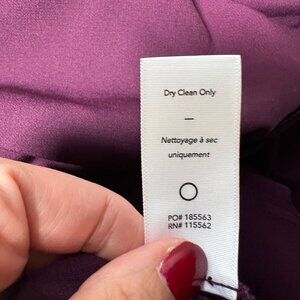 Dry Clean Only
—
Nettoyage à sec
uniquement
PO# 185563
RN# 115562